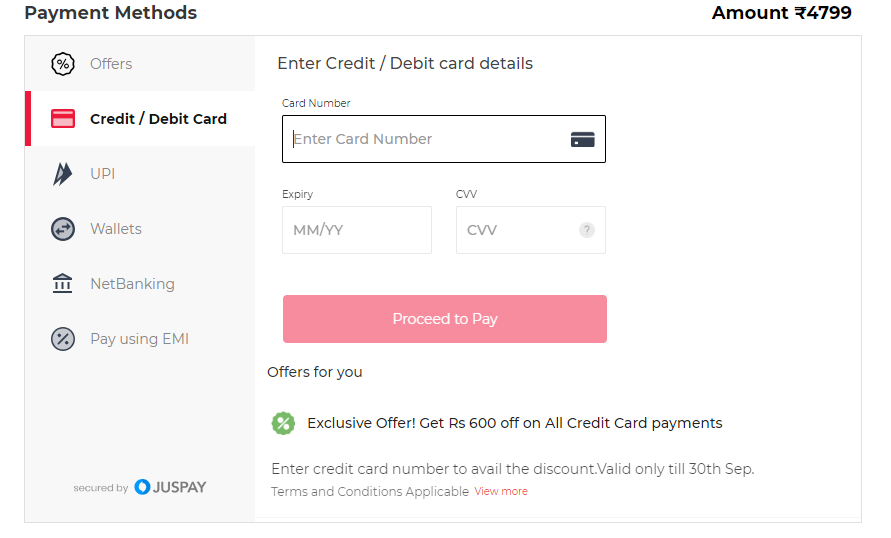 Payment Methods
Amount ₹4799
Offers
Credit / Debit Card
UPI
Wallets
NetBanking
Pay using EMI
secured by JUSPAY
Enter Credit / Debit card details
Card Number
Enter Card Number
Expiry
CVV
MM/YY
CVV ?
Proceed to Pay
Offers for you
Exclusive Offer! Get Rs 600 off on All Credit Card payments
Enter credit card number to avail the discount.Valid only till 30th Sep.
Terms and Conditions Applicable View more